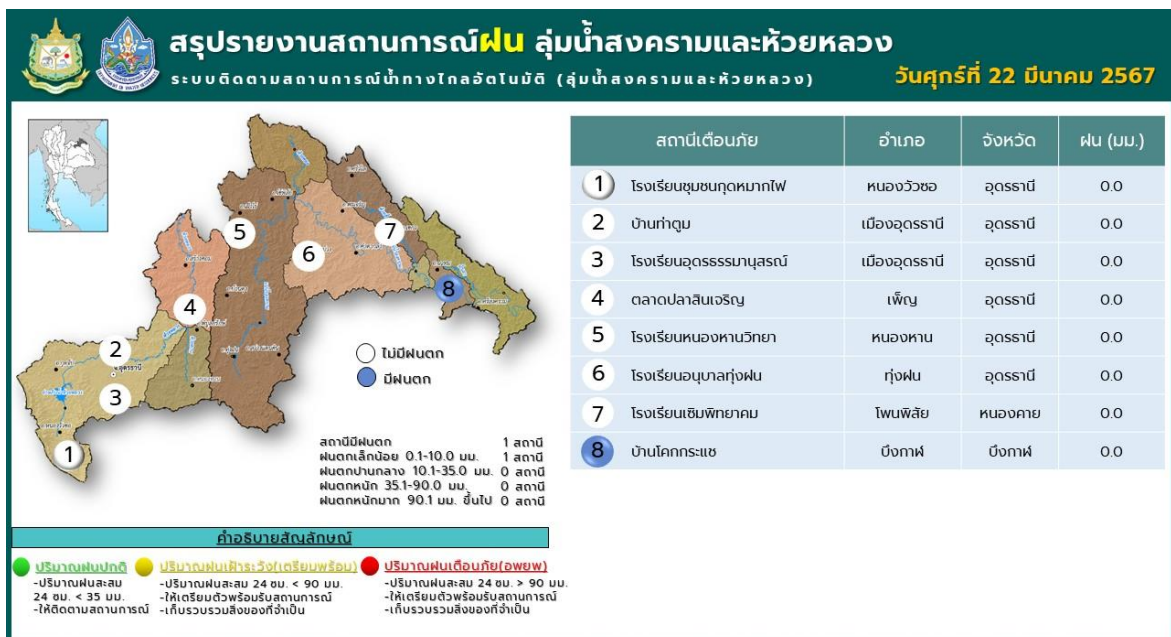 สรุปรายงานสถานการณ์ฝน ลุ่มน้ำสงครามและห้วยหลวง
ระบบติดตามสถานการณ์น้ำทางไกลอัตโนมัติ (ลุ่มน้ำสงครามและห้วยหลวง)
วันศุกร์ที่ 22 มีนาคม 2567
สถานีเตือนภัย อำเภอ จังหวัด ฝน (มม.)
1 โรงเรียนชุมชนกุดหมากไฟ หนองวัวซอ อุดรธานี 0.0
2 บ้านท่าตูม เมืองอุดรธานี อุดรธานี 0.0
3 โรงเรียนอุดรธรรมานุสรณ์ เมืองอุดรธานี อุดรธานี 0.0
4 ตลาดปลาสินเจริญ เพ็ญ อุดรธานี 0.0
5 โรงเรียนหนองหานวิทยา หนองหาน อุดรธานี 0.0
6 โรงเรียนอนุบาลทุ่งฝน ทุ่งฝน อุดรธานี 0.0
7 โรงเรียนเซิมพิทยาคม โพนพิสัย หนองคาย 0.0
8 บ้านโคกกระแซ บึงกาฬ บึงกาฬ 0.0
7
5
6
8
4
2
3
1
อุดรธานี
ไม่มีฝนตก
มีฝนตก
สถานีมีฝนตก 1 สถานี
ฝนตกเล็กน้อย 0.1-10.0 มม. 1 สถานี
ฝนตกปานกลาง 10.1-35.0 มม. 0 สถานี
ฝนตกหนัก 35.1-90.0 มม. 0 สถานี
ฝนตกหนักมาก 90.1 มม. ขึ้นไป 0 สถานี
คำอธิบายสัญลักษณ์
ปริมาณฝนปกติ
-ปริมาณฝนสะสม
24 ชม. < 35 มม.
-ให้ติดตามสถานการณ์
ปริมาณฝนเฝ้าระวัง(เตรียมพร้อม)
-ปริมาณฝนสะสม 24 ชม. < 90 มม.
-ให้เตรียมตัวพร้อมรับสถานการณ์
-เก็บรวบรวมสิ่งของที่จำเป็น
ปริมาณฝนเตือนภัย(อพยพ)
-ปริมาณฝนสะสม 24 ชม. > 90 มม.
-ให้เตรียมตัวพร้อมรับสถานการณ์
-เก็บรวบรวมสิ่งของที่จำเป็น